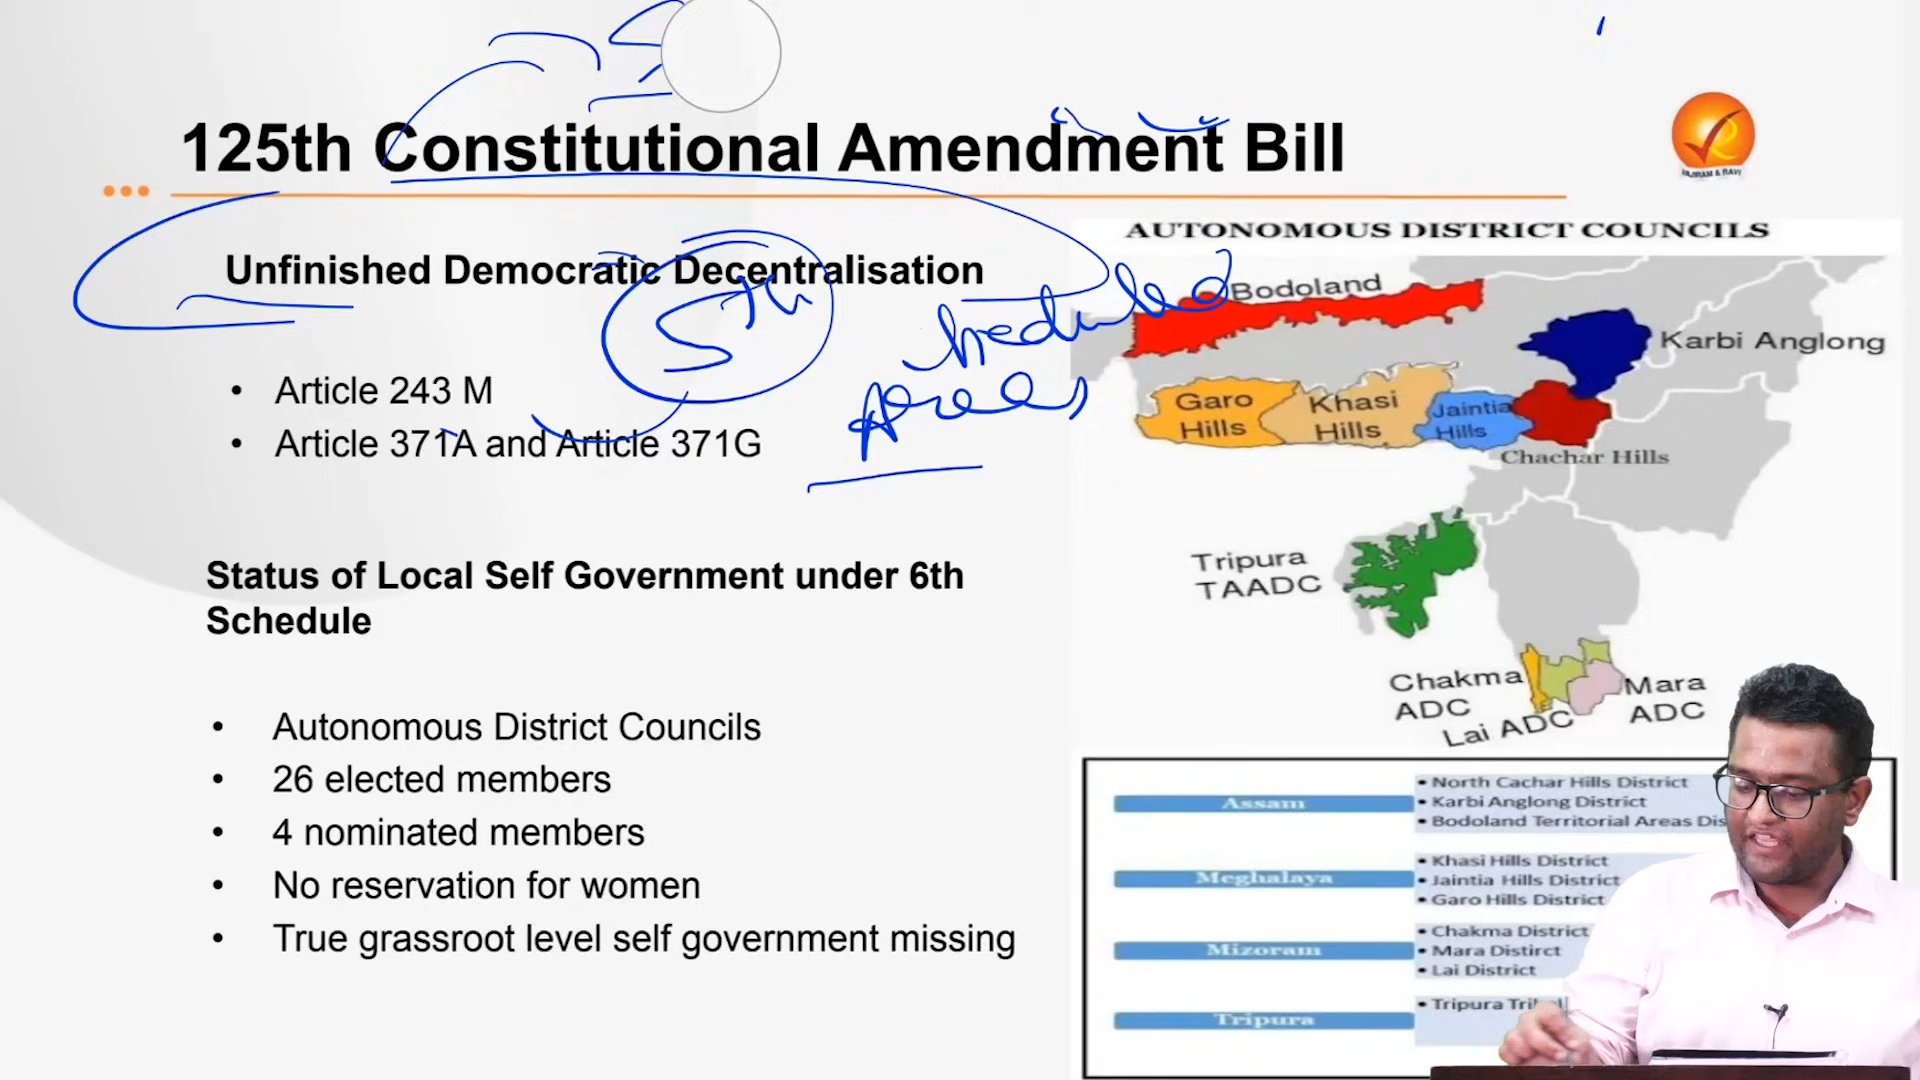 125th Constitutional Amendment Bill
VAJIRAM & RAVI
Unfinished Democratic Decentralisation
5th
Scheduled
Areas
• Article 243 M
• Article 371A and Article 371G
Status of Local Self Government under 6th
Schedule
• Autonomous District Councils
• 26 elected members
• 4 nominated members
• No reservation for women
• True grassroot level self government missing
AUTONOMOUS DISTRICT COUNCILS
Bodoland
Karbi Anglong
Garo
Hills
Khasi
Hills
Jaintia
Hills
Chachar Hills
Tripura
TAADC
Chakma
ADC
Lai ADC
Mara
ADC
Assam
• North Cachar Hills District
• Karbi Anglong District
• Bodoland Territorial Areas Dis
Meghalaya
• Khasi Hills District
• Jaintia Hills District
• Garo Hills District
Mizoram
• Chakma District
• Mara Distirct
• Lai District
Tripura
• Tripura